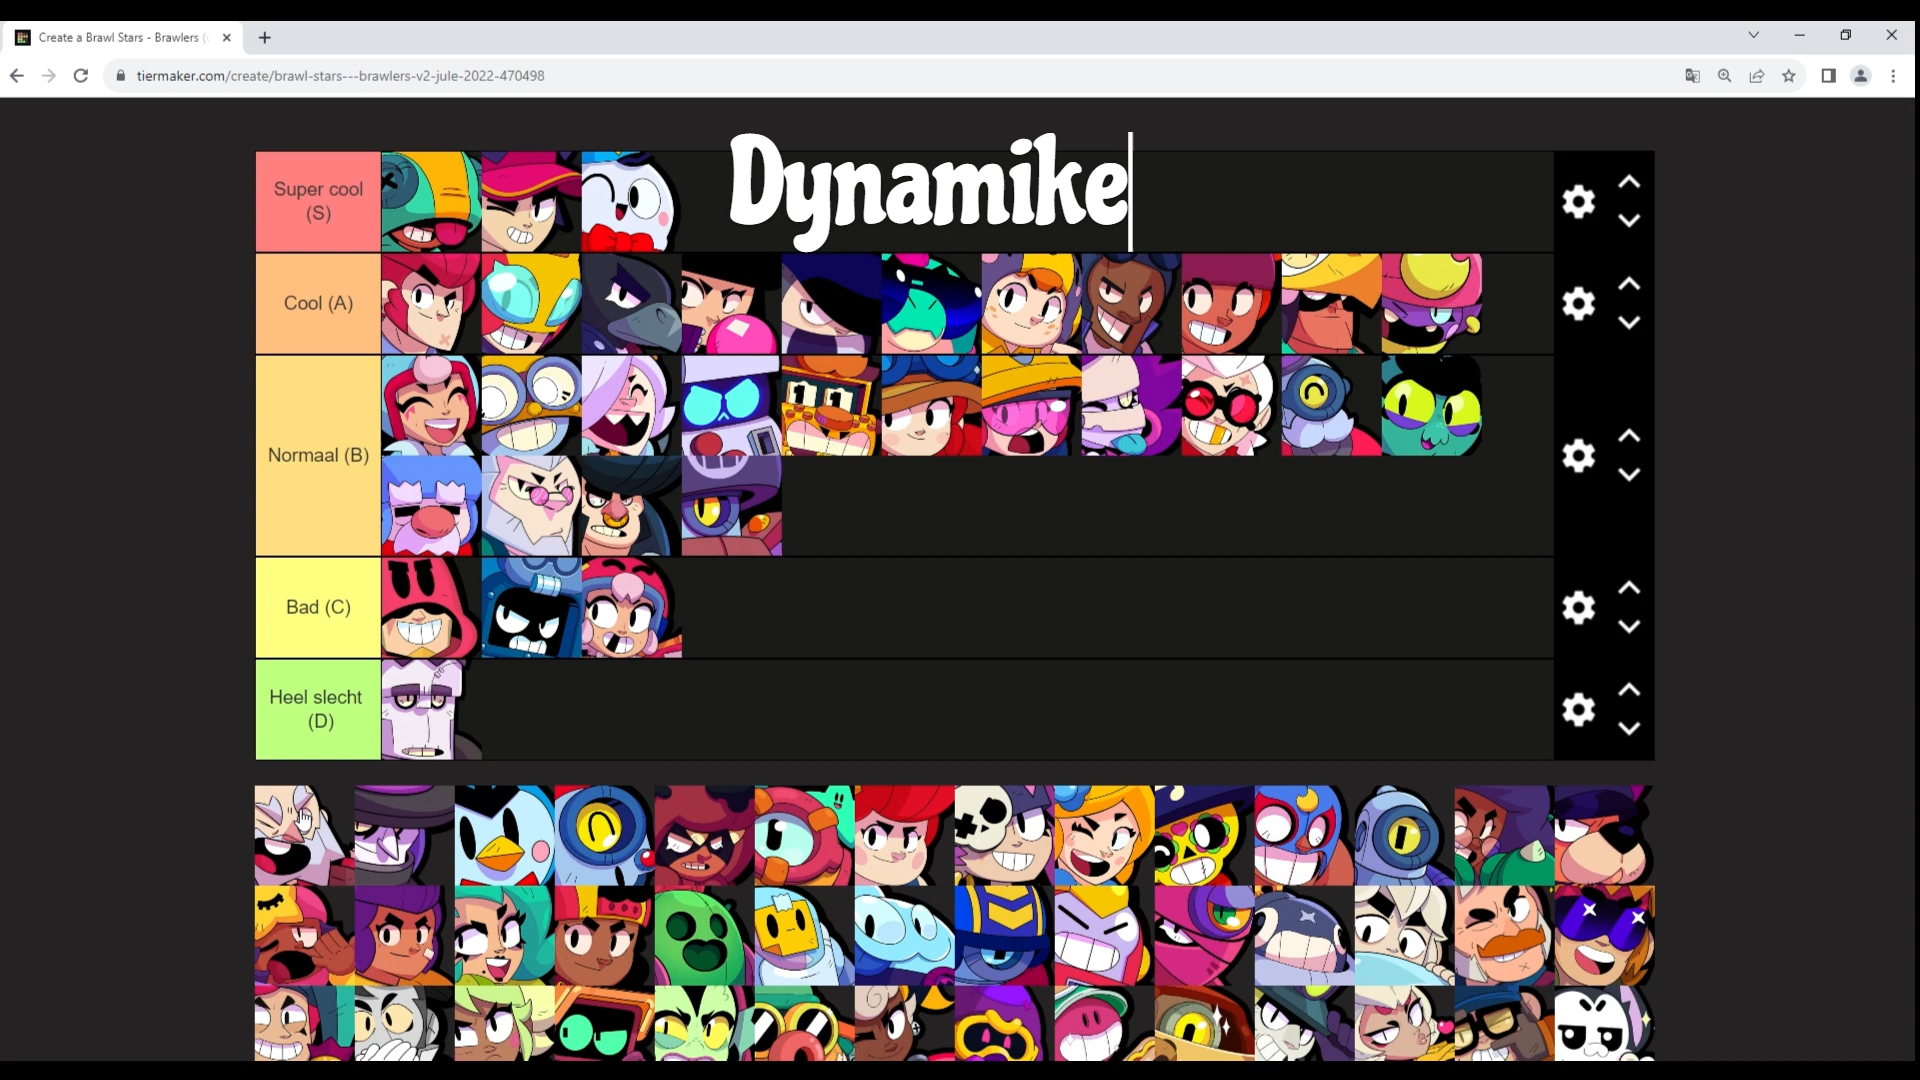 Create a Brawl Stars - Brawlers (
tiermaker.com/create/brawl-stars---brawlers-v2-jule-2022-470498
Dynamike
Super cool
(S)
Cool (A)
Normaal (B)
Bad (C)
Heel slecht
(D)